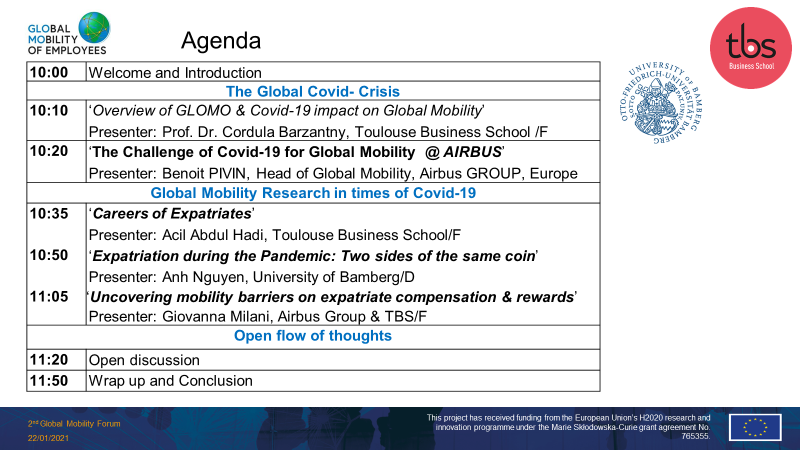 GLOBAL
MOBILITY
OF EMPLOYEES
Agenda
tbs
Business School
UNIVERSITY OF BAMBERG
OTTO-FRIEDRICH-UNIVERSITÄT BAMBERG
10:00 Welcome and Introduction
The Global Covid- Crisis
10:10 ‘Overview of GLOMO & Covid-19 impact on Global Mobility’
Presenter: Prof. Dr. Cordula Barzantny, Toulouse Business School /F
10:20 ‘The Challenge of Covid-19 for Global Mobility @ AIRBUS’
Presenter: Benoit PIVIN, Head of Global Mobility, Airbus GROUP, Europe
Global Mobility Research in times of Covid-19
10:35 ‘Careers of Expatriates’
Presenter: Acil Abdul Hadi, Toulouse Business School/F
10:50 ‘Expatriation during the Pandemic: Two sides of the same coin’
Presenter: Anh Nguyen, University of Bamberg/D
11:05 ‘Uncovering mobility barriers on expatriate compensation & rewards’
Presenter: Giovanna Milani, Airbus Group & TBS/F
Open flow of thoughts
11:20 Open discussion
11:50 Wrap up and Conclusion
2nd Global Mobility Forum
22/01/2021
This project has received funding from the European Union's H2020 research and
innovation programme under the Marie Skłodowska-Curie grant agreement No.
765355.